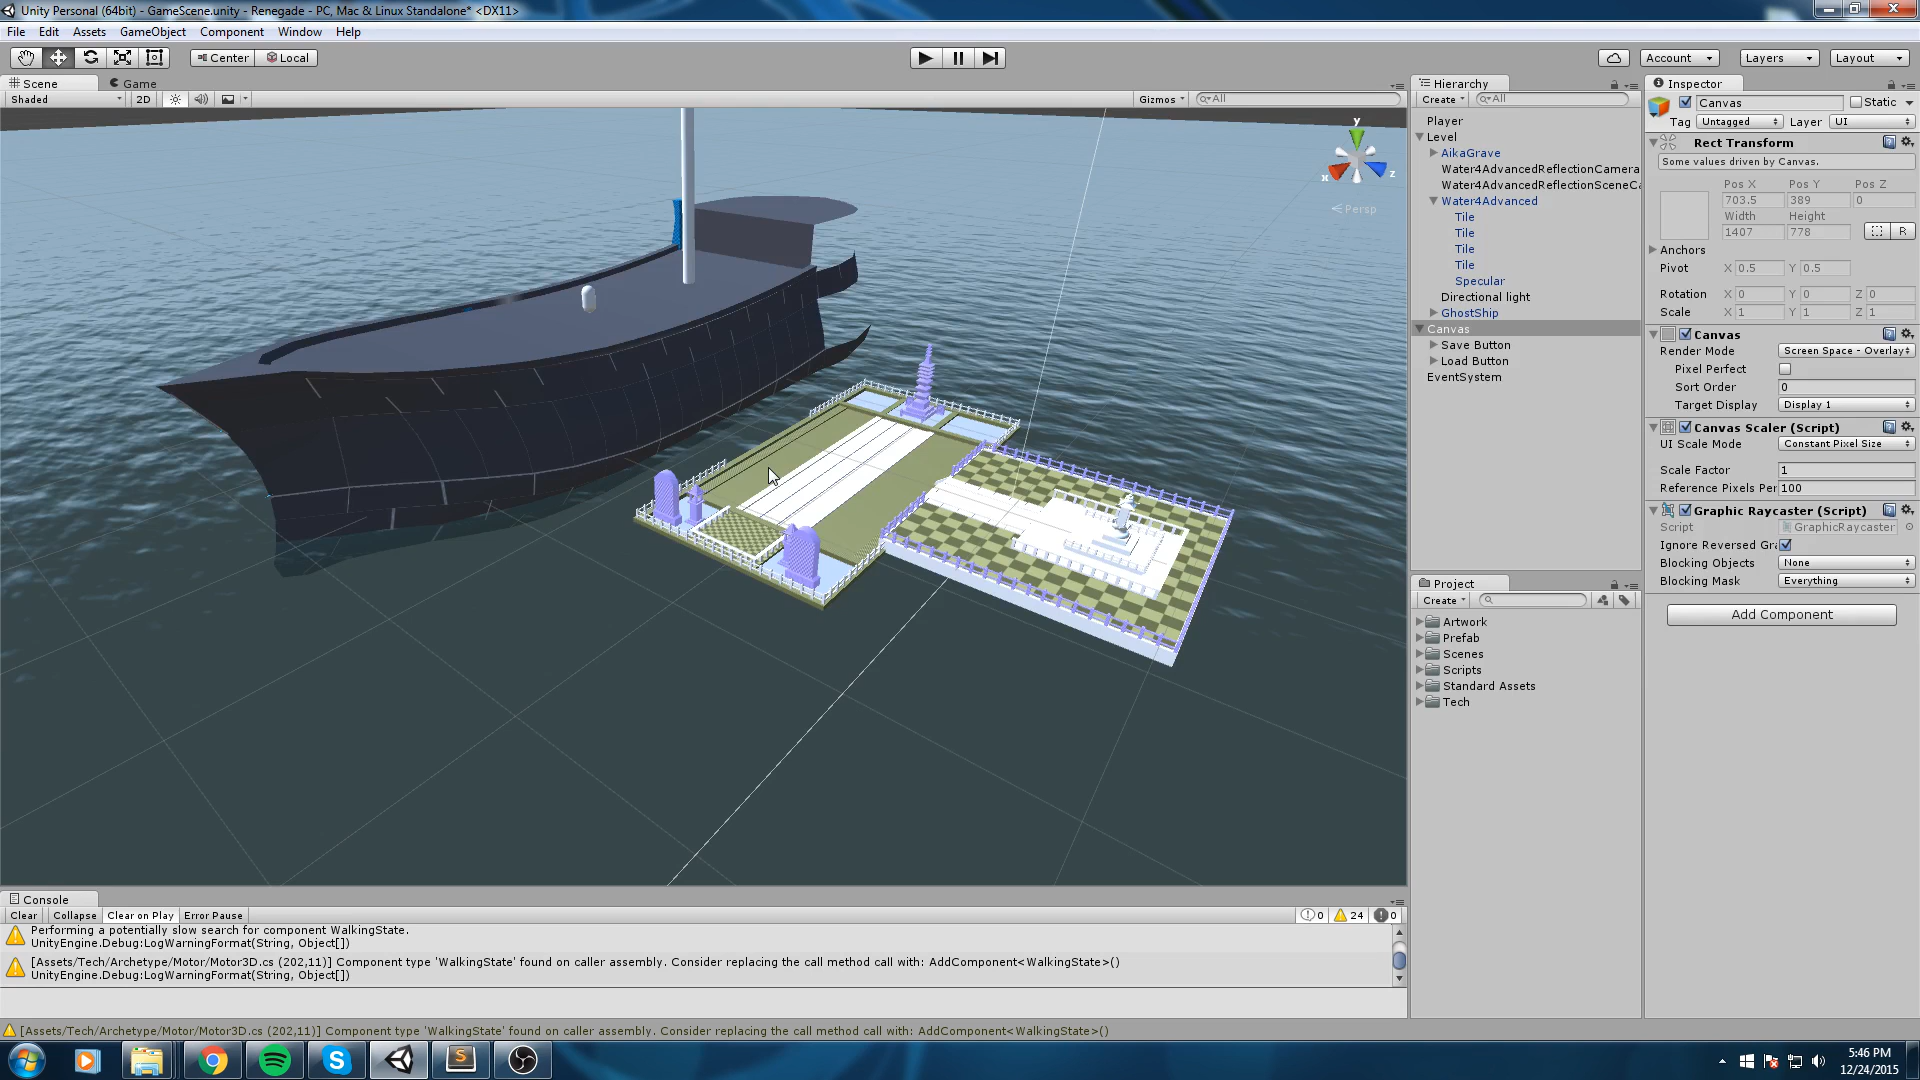 Unity Personal (64bit) - GameScene.unity - Renegade - PC, Mac & Linux Standalone* <DX11>
File Edit Assets GameObject Component Window Help
Center Local Account Layers Layout
Scene Game
Shaded 2D Gizmos All
y
x
z
Persp
Hierarchy
Create All
Player
Level
AikaGrave
Water4AdvancedReflectionCamera
Water4AdvancedReflectionSceneCa
Water4Advanced
Tile
Tile
Tile
Tile
Specular
Directional light
GhostShip
Canvas
Save Button
Load Button
EventSystem
Project
Create
Artwork
Prefab
Scenes
Scripts
Standard Assets
Tech
Inspector
Canvas Static
Tag Untagged Layer UI
Rect Transform
Some values driven by Canvas.
Pos X Pos Y Pos Z
703.5 389 0
Width Height
1407 778 R
Anchors
Pivot X 0.5 Y 0.5
Rotation X 0 Y 0 Z 0
Scale X 1 Y 1 Z 1
Canvas
Render Mode Screen Space - Overlay
Pixel Perfect
Sort Order 0
Target Display Display 1
Canvas Scaler (Script)
UI Scale Mode Constant Pixel Size
Scale Factor 1
Reference Pixels Per 100
Graphic Raycaster (Script)
Script GraphicRaycaster
Ignore Reversed Gra
Blocking Objects None
Blocking Mask Everything
Add Component
Console
Clear Collapse Clear on Play Error Pause 0 24 0
Performing a potentially slow search for component WalkingState.
UnityEngine.Debug:LogWarningFormat(String, Object[])
[Assets/Tech/Archetype/Motor/Motor3D.cs (202,11)] Component type 'WalkingState' found on caller assembly. Consider replacing the call method call with: AddComponent<WalkingState>()
UnityEngine.Debug:LogWarningFormat(String, Object[])
[Assets/Tech/Archetype/Motor/Motor3D.cs (202,11)] Component type 'WalkingState' found on caller assembly. Consider replacing the call method call with: AddComponent<WalkingState>()
5:46 PM
12/24/2015